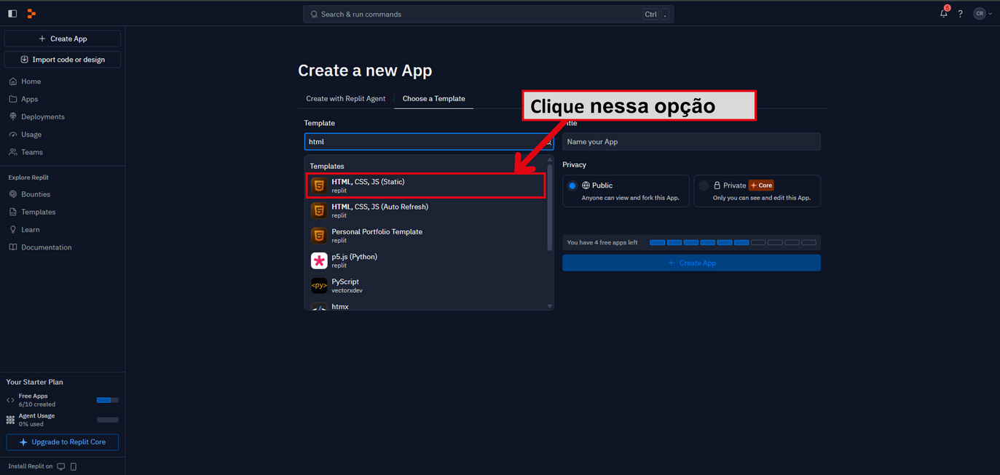 Search & run commands
Ctrl .
6
?
CR
Create App
Import code or design
Home
Apps
Deployments
Usage
Teams
Explore Replit
Bounties
Templates
Learn
Documentation
Your Starter Plan
Free Apps
6/10 created
Agent Usage
0% used
Upgrade to Replit Core
Install Replit on
Create a new App
Create with Replit Agent
Choose a Template
Clique nessa opção
Template
html
Templates
HTML, CSS, JS (Static)
replit
HTML, CSS, JS (Auto Refresh)
replit
Personal Portfolio Template
replit
p5.js (Python)
replit
<py>
PyScript
vectorxdev
htmx
Name your App
Privacy
Public
Anyone can view and fork this App.
Private Core
Only you can see and edit this App.
You have 4 free apps left
Create App